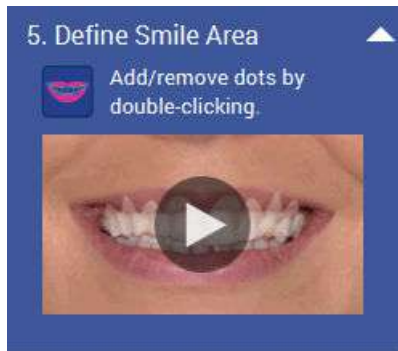 5. Define Smile Area
Add/remove dots by
double-clicking.